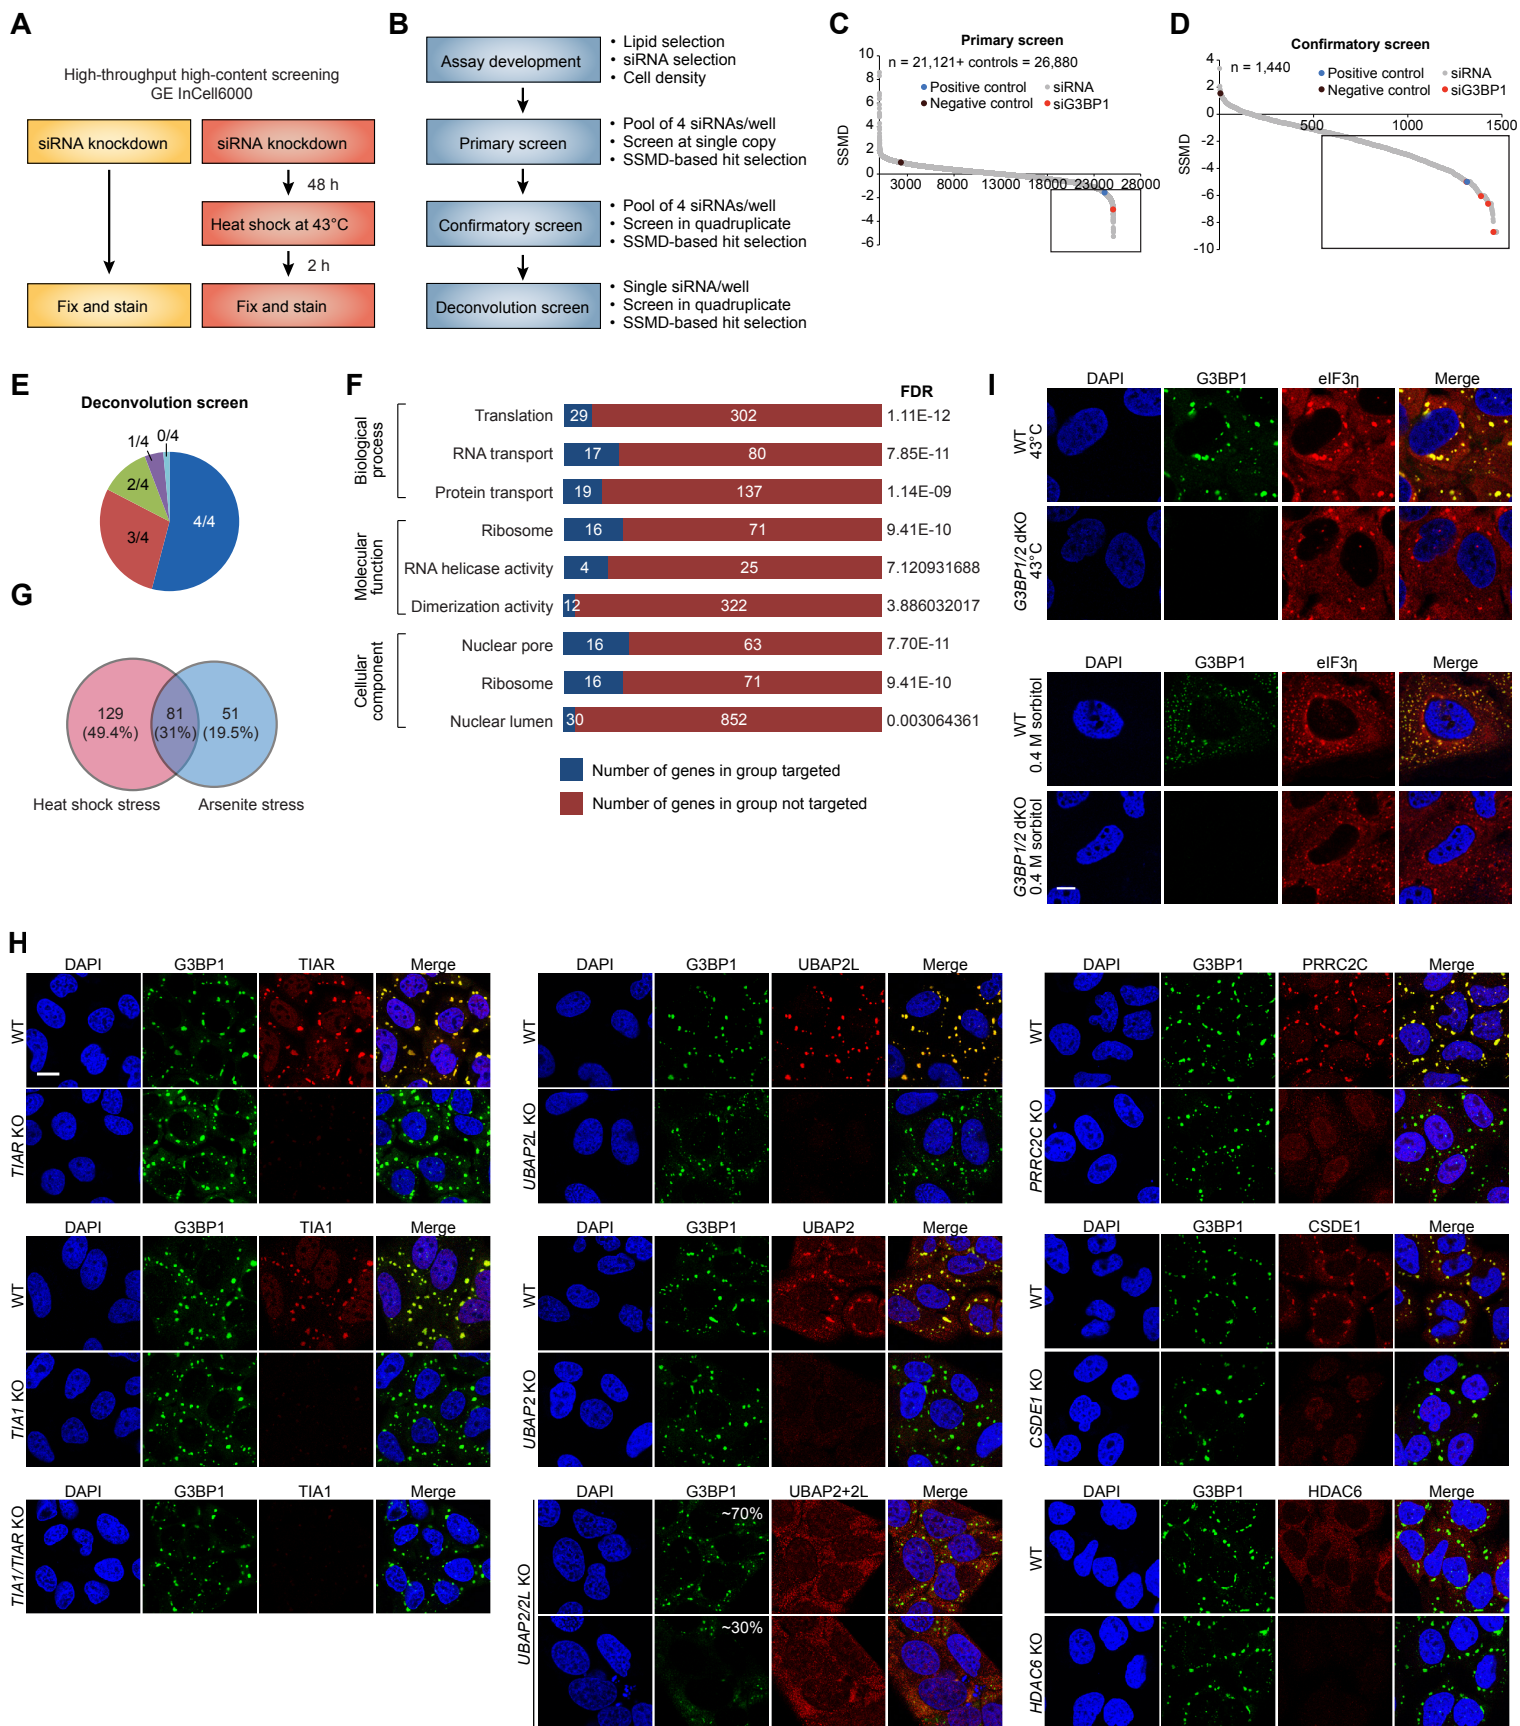 A
High-throughput high-content screening
GE InCell6000
siRNA knockdown
siRNA knockdown
48 h
Heat shock at 43°C
2 h
Fix and stain
Fix and stain
B
Assay development
• Lipid selection
• siRNA selection
• Cell density
Primary screen
• Pool of 4 siRNAs/well
• Screen at single copy
• SSMD-based hit selection
Confirmatory screen
• Pool of 4 siRNAs/well
• Screen in quadruplicate
• SSMD-based hit selection
Deconvolution screen
• Single siRNA/well
• Screen in quadruplicate
• SSMD-based hit selection
C
Primary screen
n = 21,121+ controls = 26,880
Positive control
siRNA
Negative control
siG3BP1
SSMD
10
8
6
4
2
0
-2
-4
-6
3000 8000 13000 18000 23000 28000
D
Confirmatory screen
n = 1,440
Positive control
siRNA
Negative control
siG3BP1
SSMD
4
2
0
-2
-4
-6
-8
-10
500 1000 1500
E
Deconvolution screen
0/4
1/4
2/4
3/4
4/4
F
FDR
Biological process
Translation 29 302 1.11E-12
RNA transport 17 80 7.85E-11
Protein transport 19 137 1.14E-09
Molecular function
Ribosome 16 71 9.41E-10
RNA helicase activity 4 25 7.120931688
Dimerization activity 12 322 3.886032017
Cellular component
Nuclear pore 16 63 7.70E-11
Ribosome 16 71 9.41E-10
Nuclear lumen 30 852 0.003064361
Number of genes in group targeted
Number of genes in group not targeted
G
129
(49.4%)
81
(31%)
51
(19.5%)
Heat shock stress
Arsenite stress
I
DAPI G3BP1 eIF3η Merge
WT
43°C
G3BP1/2 dKO
43°C
DAPI G3BP1 eIF3η Merge
WT
0.4 M sorbitol
G3BP1/2 dKO
0.4 M sorbitol
H
DAPI G3BP1 TIAR Merge
WT
TIAR KO
DAPI G3BP1 TIA1 Merge
WT
TIA1 KO
DAPI G3BP1 TIA1 Merge
TIA1/TIAR KO
DAPI G3BP1 UBAP2L Merge
WT
UBAP2L KO
DAPI G3BP1 UBAP2 Merge
WT
UBAP2 KO
DAPI G3BP1 UBAP2+2L Merge
~70%
UBAP2/2L KO
~30%
DAPI G3BP1 PRRC2C Merge
WT
PRRC2C KO
DAPI G3BP1 CSDE1 Merge
WT
CSDE1 KO
DAPI G3BP1 HDAC6 Merge
WT
HDAC6 KO